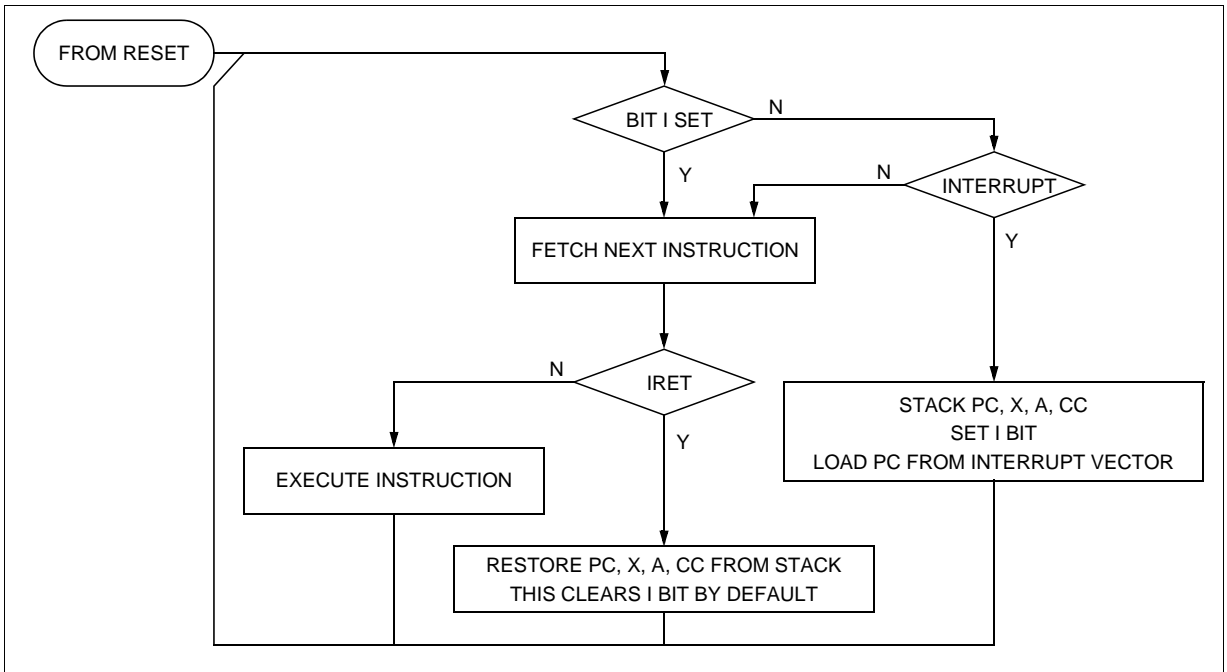 FROM RESET
BIT I SET
N
Y
N
INTERRUPT
Y
FETCH NEXT INSTRUCTION
N
IRET
Y
STACK PC, X, A, CC
SET I BIT
LOAD PC FROM INTERRUPT VECTOR
EXECUTE INSTRUCTION
RESTORE PC, X, A, CC FROM STACK
THIS CLEARS I BIT BY DEFAULT